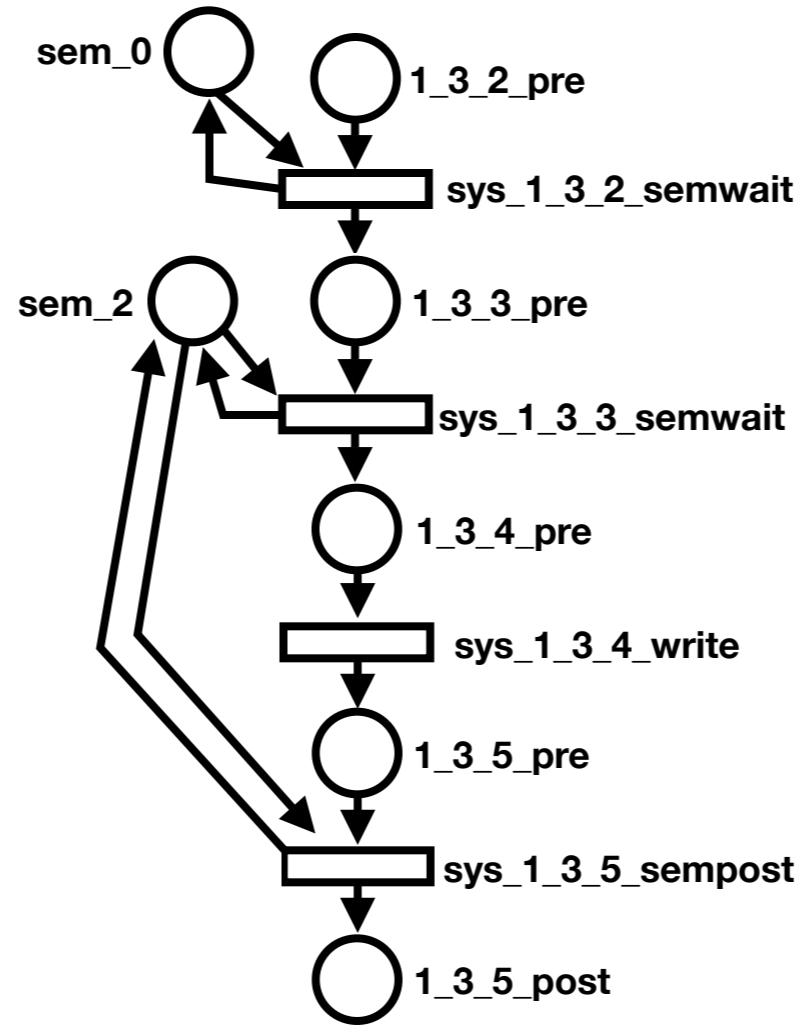 sem_0
1_3_2_pre
sys_1_3_2_semwait
sem_2
1_3_3_pre
sys_1_3_3_semwait
1_3_4_pre
sys_1_3_4_write
1_3_5_pre
sys_1_3_5_sempost
1_3_5_post